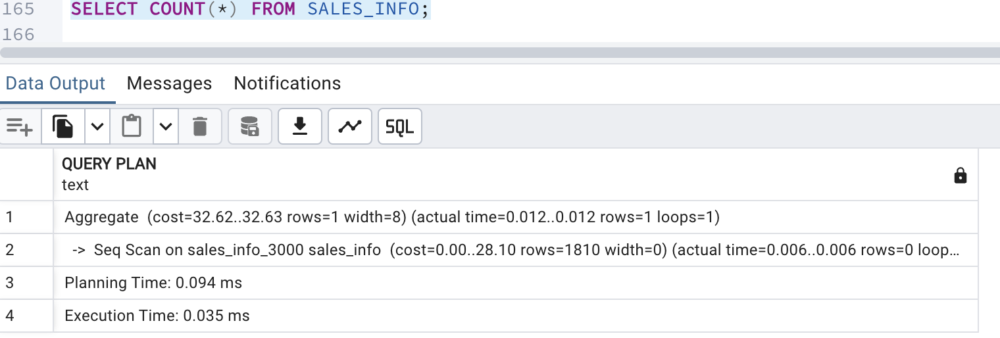 165 SELECT COUNT(*) FROM SALES_INFO;
166
Data Output Messages Notifications
SQL
QUERY PLAN
text
1 Aggregate (cost=32.62..32.63 rows=1 width=8) (actual time=0.012..0.012 rows=1 loops=1)
2 -> Seq Scan on sales_info_3000 sales_info (cost=0.00..28.10 rows=1810 width=0) (actual time=0.006..0.006 rows=0 loop...
3 Planning Time: 0.094 ms
4 Execution Time: 0.035 ms